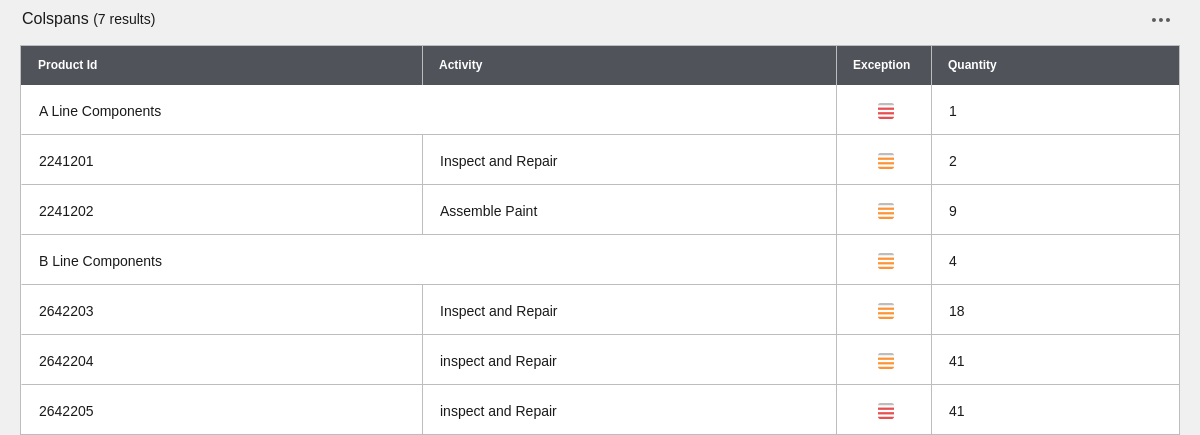 Colspans (7 results)
Product Id Activity Exception Quantity
A Line Components 1
2241201 Inspect and Repair 2
2241202 Assemble Paint 9
B Line Components 4
2642203 Inspect and Repair 18
2642204 inspect and Repair 41
2642205 inspect and Repair 41